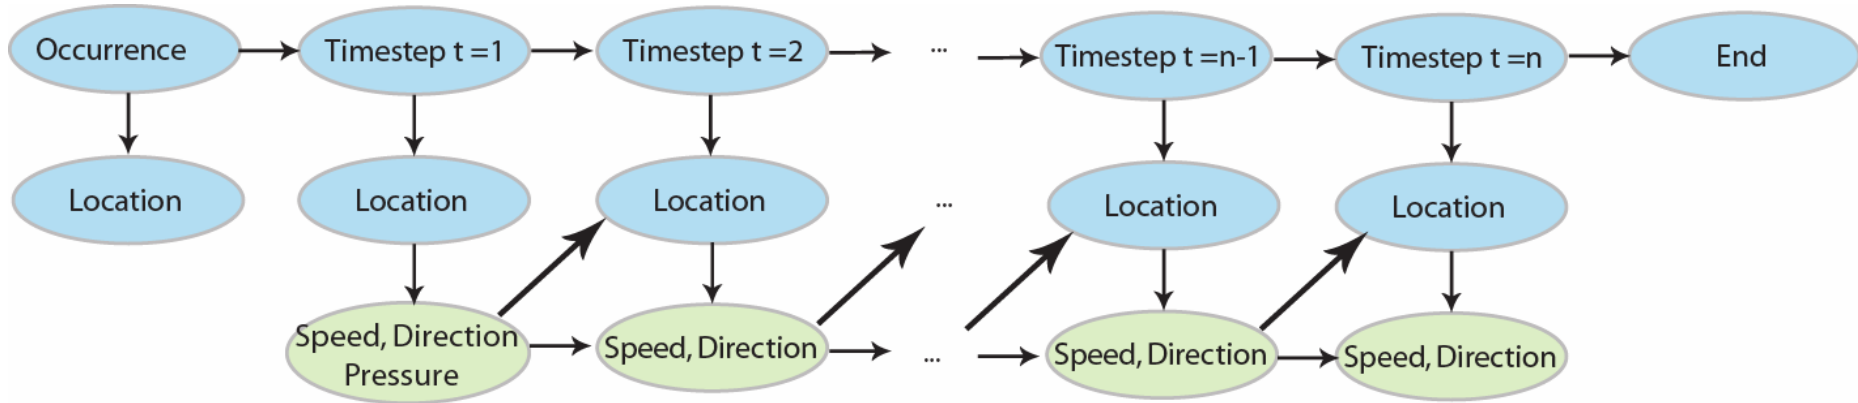 Occurrence
Timestep t =1
Timestep t =2
...
Timestep t =n-1
Timestep t =n
End
Location
Location
Location
...
Location
Location
Speed, Direction
Pressure
Speed, Direction
...
Speed, Direction
Speed, Direction